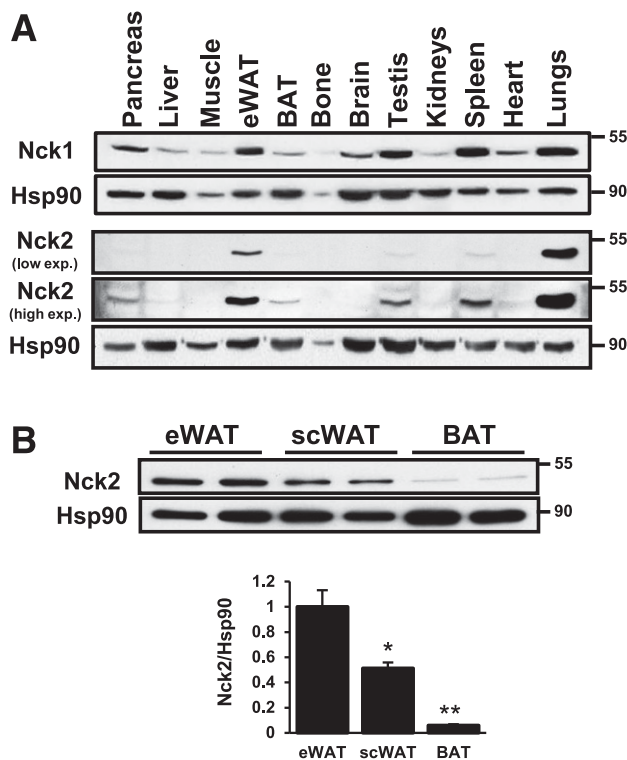 A
Pancreas Liver Muscle eWAT BAT Bone Brain Testis Kidneys Spleen Heart Lungs
Nck1 55
Hsp90 90
Nck2 55
(low exp.)
Nck2 55
(high exp.)
Hsp90 90
B
eWAT scWAT BAT
Nck2 55
Hsp90 90
Nck2/Hsp90
1.2
1
0.8
0.6
0.4
0.2
0
*
**
eWAT scWAT BAT